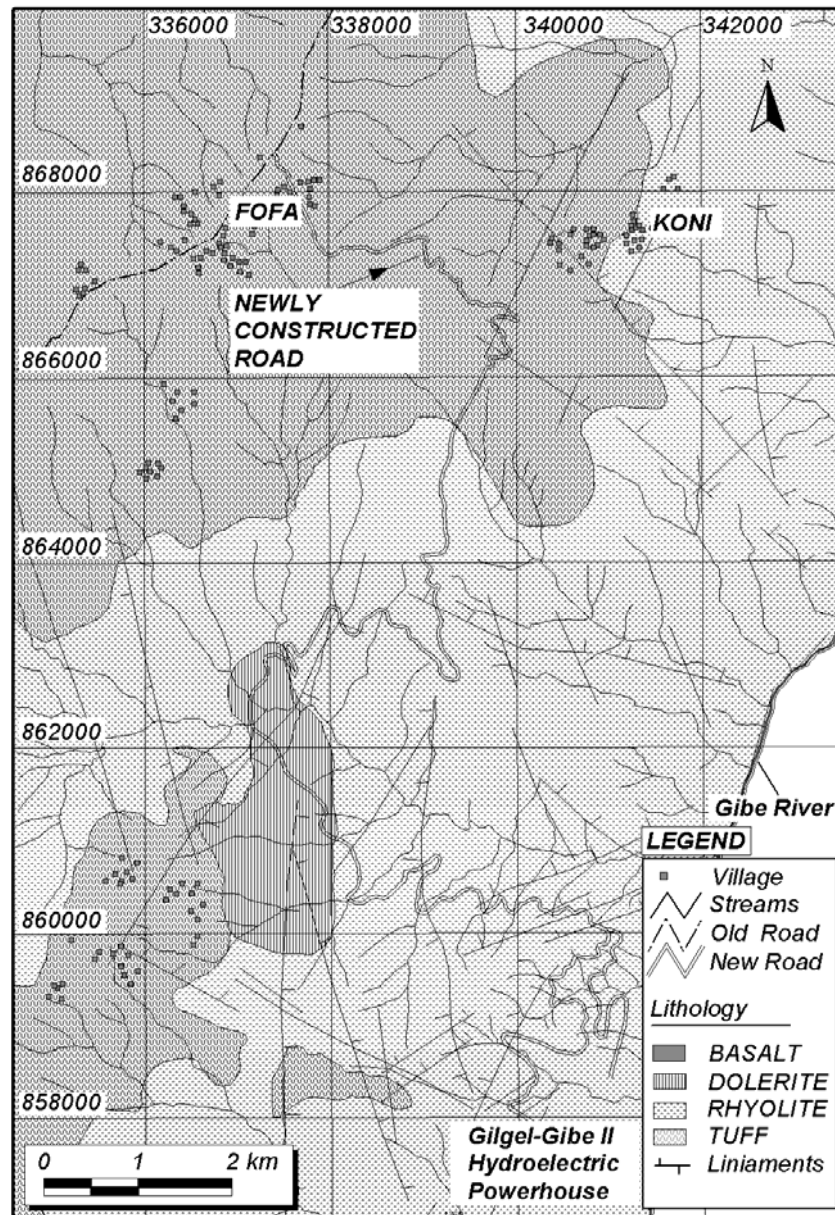 336000
338000
340000
342000
N
868000
FOFA
KONI
NEWLY
CONSTRUCTED
ROAD
866000
864000
862000
Gibe River
LEGEND
Village
Streams
Old Road
New Road
860000
Lithology
BASALT
DOLERITE
RHYOLITE
TUFF
Liniaments
858000
Gilgel-Gibe II
Hydroelectric
Powerhouse
0 1 2 km